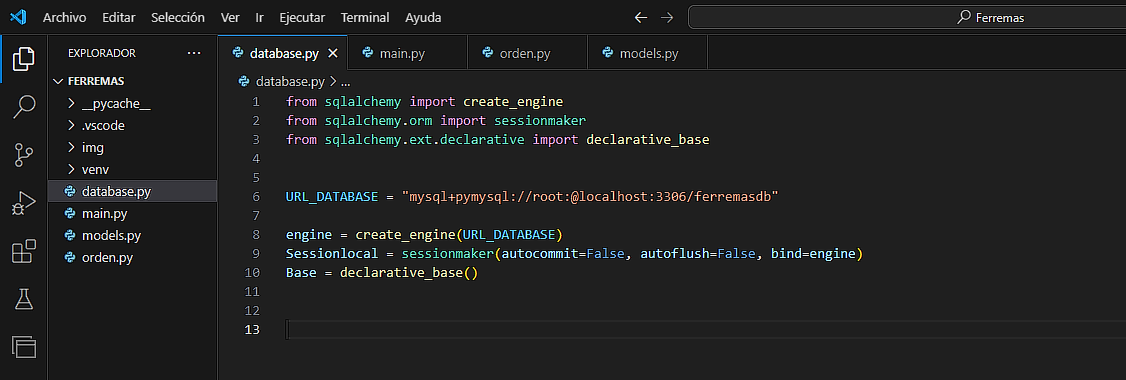 Archivo Editar Selección Ver Ir Ejecutar Terminal Ayuda Ferremas
EXPLORADOR ...
FERREMAS
__pycache__
.vscode
img
venv
database.py
main.py
models.py
orden.py
database.py main.py orden.py models.py
database.py > ...
1 from sqlalchemy import create_engine
2 from sqlalchemy.orm import sessionmaker
3 from sqlalchemy.ext.declarative import declarative_base
4
5
6 URL_DATABASE = "mysql+pymysql://root:@localhost:3306/ferremasdb"
7
8 engine = create_engine(URL_DATABASE)
9 Sessionlocal = sessionmaker(autocommit=False, autoflush=False, bind=engine)
10 Base = declarative_base()
11
12
13